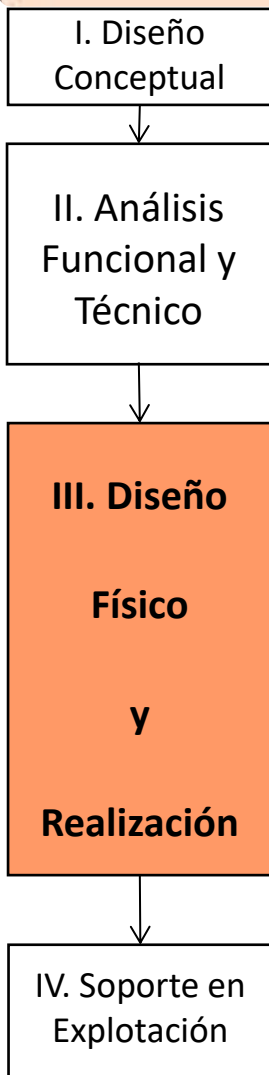 I. Diseño
Conceptual
II. Análisis
Funcional y
Técnico
III. Diseño
Físico
y
Realización
IV. Soporte en
Explotación